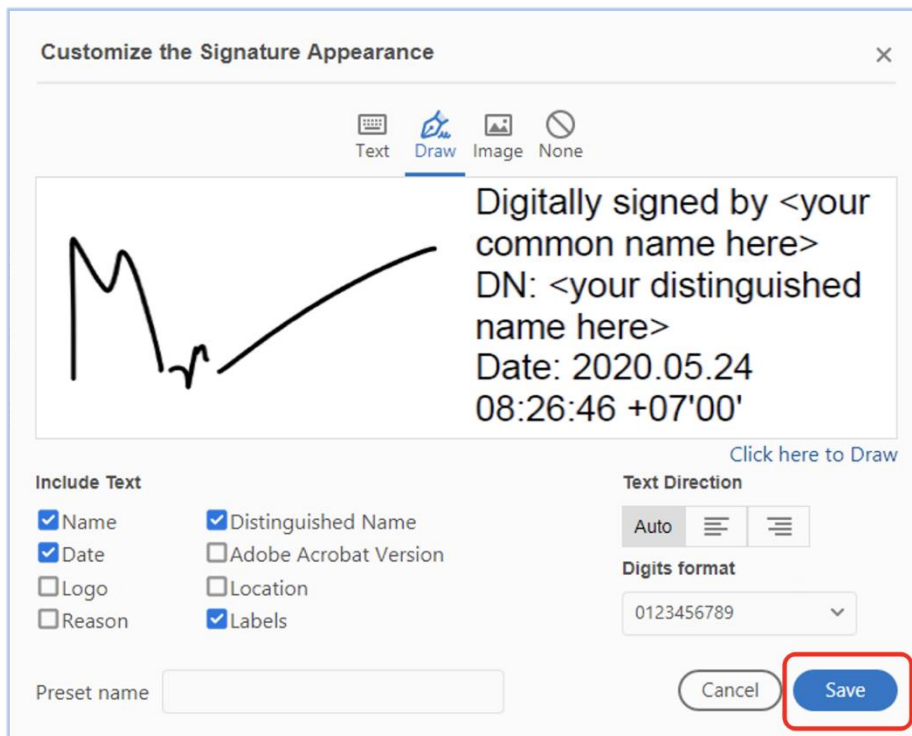 Customize the Signature Appearance
Text
Draw
Image
None
Digitally signed by <your
common name here>
DN: <your distinguished
name here>
Date: 2020.05.24
08:26:46 +07'00'
Click here to Draw
Include Text
Name
Distinguished Name
Date
Adobe Acrobat Version
Logo
Location
Reason
Labels
Text Direction
Auto
Digits format
0123456789
Preset name
Cancel
Save